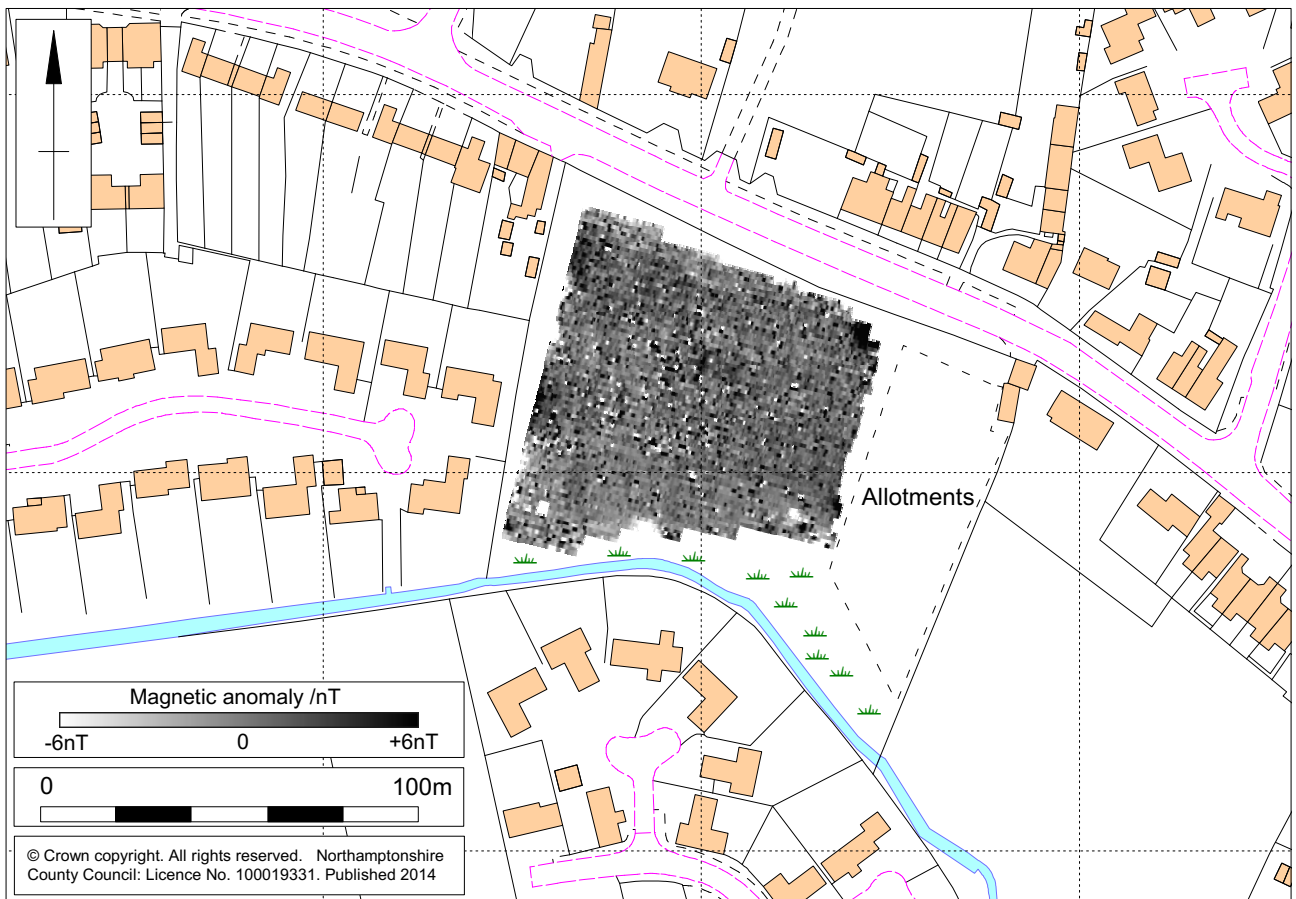 Allotments
Magnetic anomaly /nT
-6nT 0 +6nT
0 100m
© Crown copyright. All rights reserved. Northamptonshire
County Council: Licence No. 100019331. Published 2014